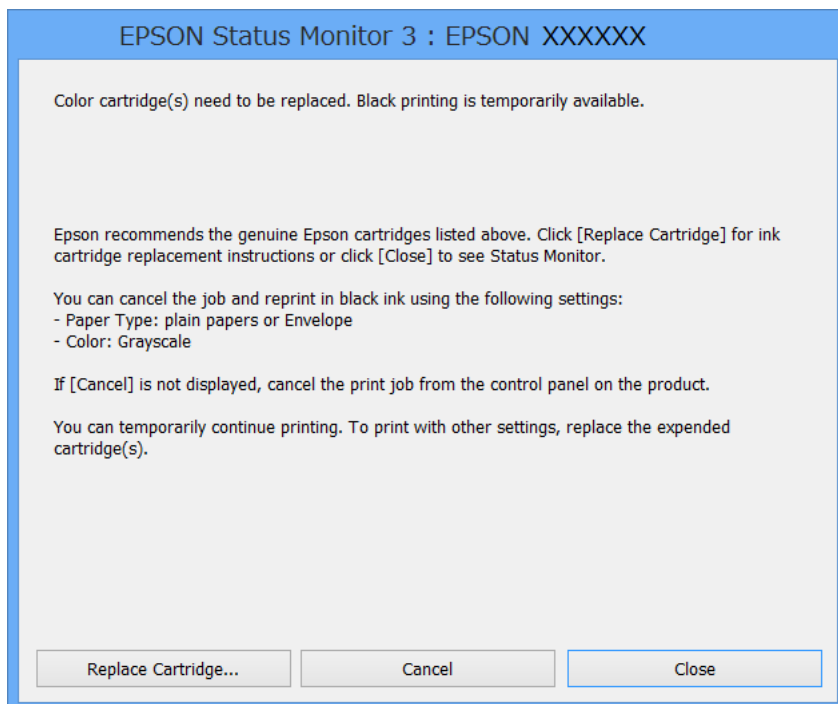 EPSON Status Monitor 3 : EPSON XXXXXX
Color cartridge(s) need to be replaced. Black printing is temporarily available.
Epson recommends the genuine Epson cartridges listed above. Click [Replace Cartridge] for ink
cartridge replacement instructions or click [Close] to see Status Monitor.
You can cancel the job and reprint in black ink using the following settings:
- Paper Type: plain papers or Envelope
- Color: Grayscale
If [Cancel] is not displayed, cancel the print job from the control panel on the product.
You can temporarily continue printing. To print with other settings, replace the expended
cartridge(s).
Replace Cartridge... Cancel Close